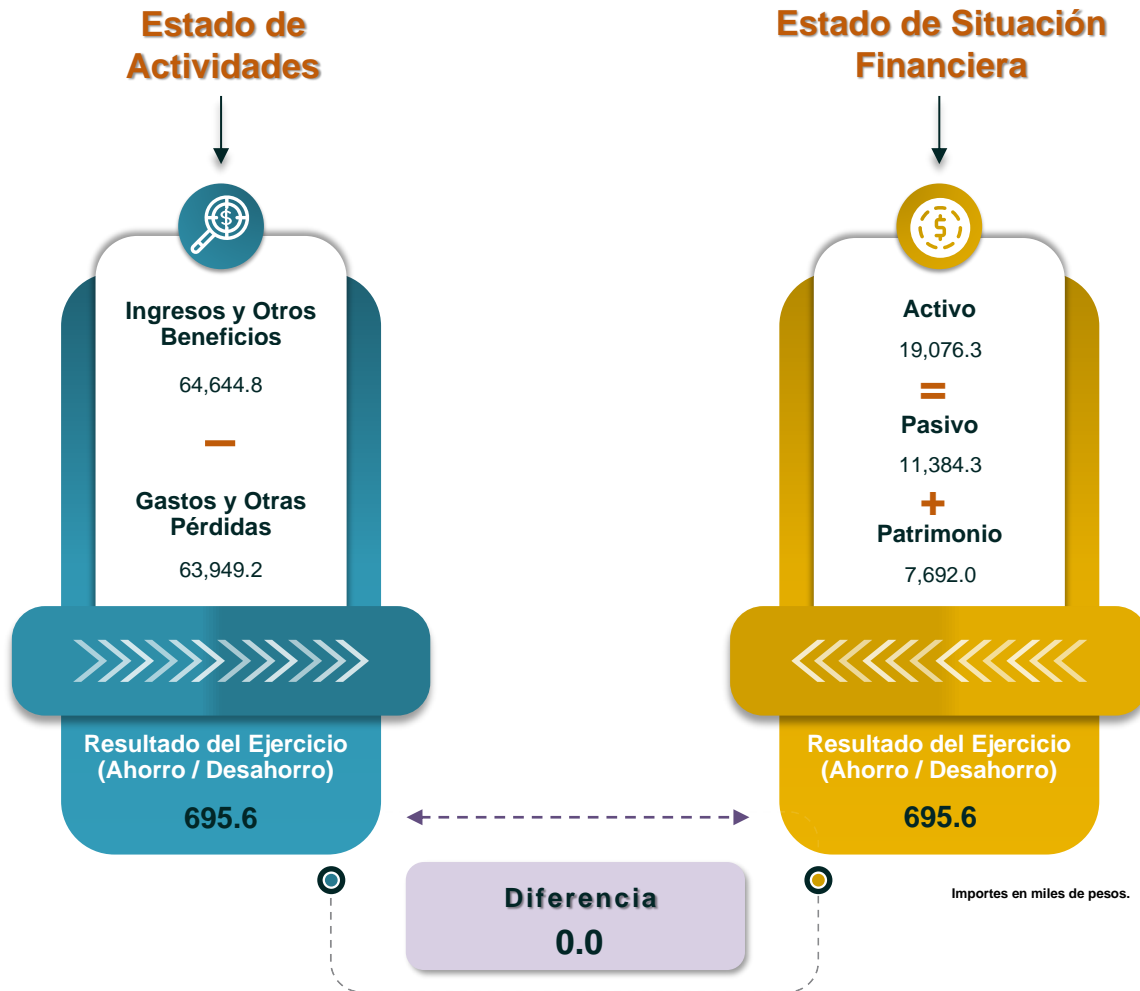 Estado de
Actividades
Ingresos y Otros
Beneficios
64,644.8
−
Gastos y Otras
Pérdidas
63,949.2
Resultado del Ejercicio
(Ahorro / Desahorro)
695.6
Estado de Situación
Financiera
$
Activo
19,076.3
=
Pasivo
11,384.3
+
Patrimonio
7,692.0
Resultado del Ejercicio
(Ahorro / Desahorro)
695.6
Diferencia
0.0
Importes en miles de pesos.